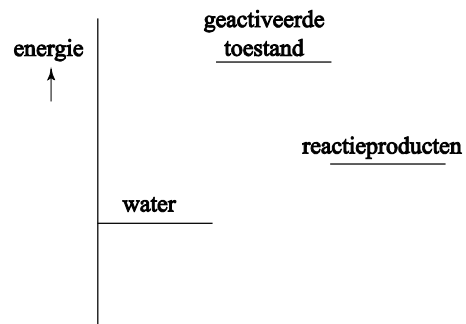 geactiveerde
toestand
energie
reactieproducten
water